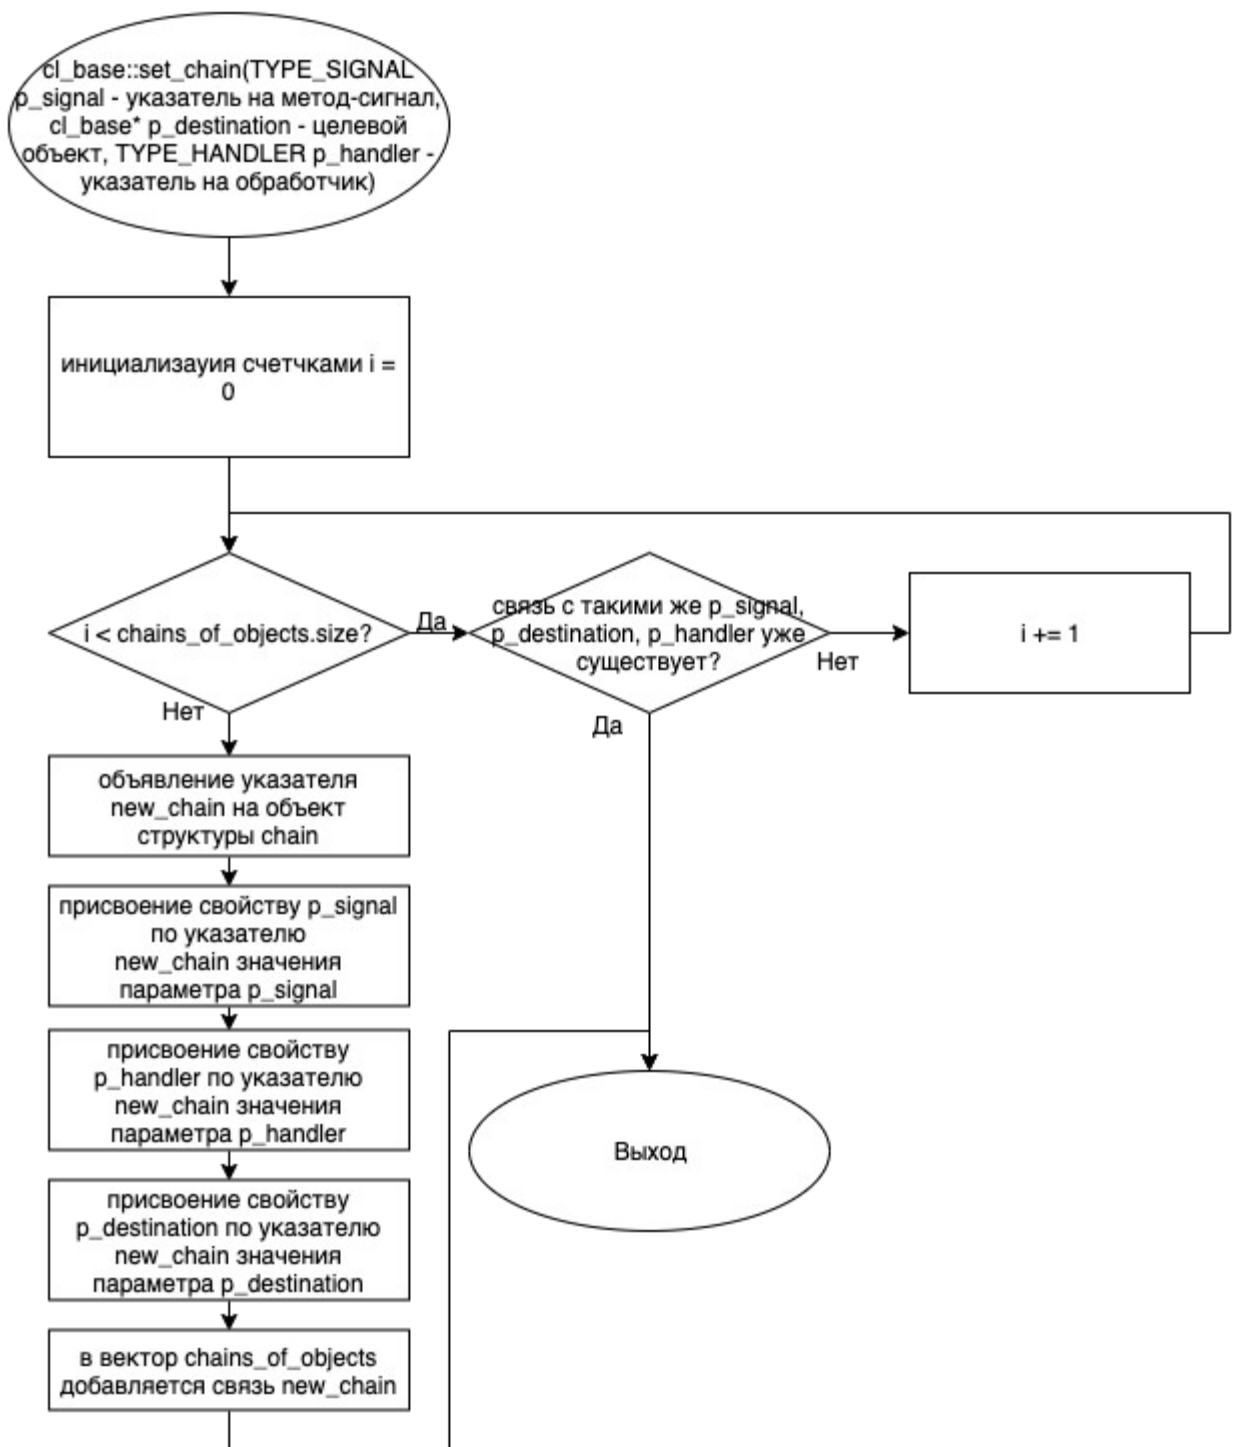 cl_base::set_chain(TYPE_SIGNAL
p_signal - указатель на метод-сигнал,
cl_base* p_destination - целевой
объект, TYPE_HANDLER p_handler -
указатель на обработчик)
инициализауия счетчками i =
0
i < chains_of_objects.size?
Да
связь с такими же p_signal,
p_destination, p_handler уже
существует?
Нет
i += 1
Нет
Да
объявление указателя
new_chain на объект
структуры chain
присвоение свойству p_signal
по указателю
new_chain значения
параметра p_signal
присвоение свойству
p_handler по указателю
new_chain значения
параметра p_handler
Выход
присвоение свойству
p_destination по указателю
new_chain значения
параметра p_destination
в вектор chains_of_objects
добавляется связь new_chain